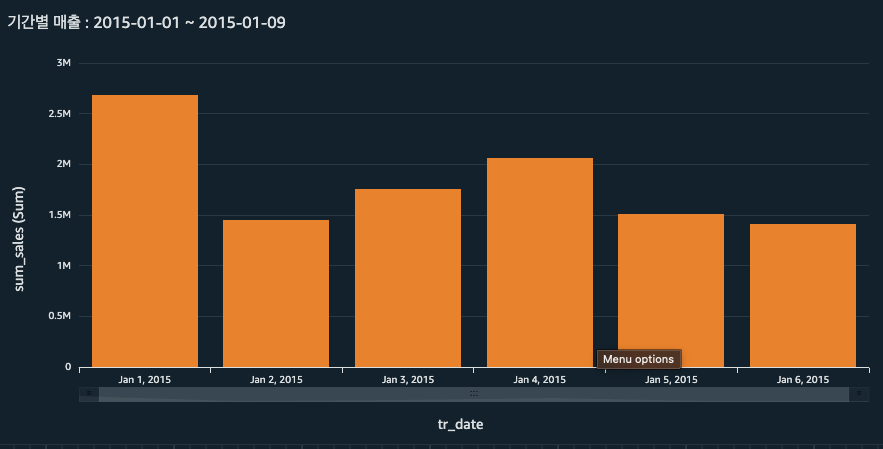 기간별 매출 : 2015-01-01 ~ 2015-01-09
3M
2.5M
2M
1.5M
1M
0.5M
0
sum_sales (Sum)
Menu options
Jan 1, 2015 Jan 2, 2015 Jan 3, 2015 Jan 4, 2015 Jan 5, 2015 Jan 6, 2015
tr_date